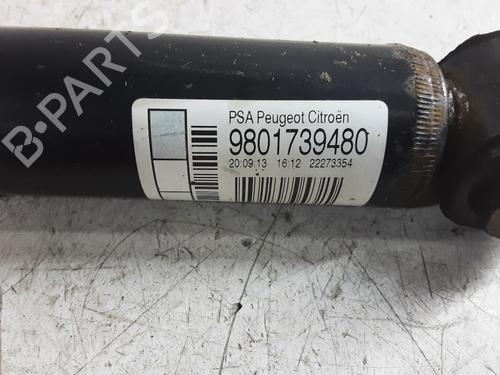 B-PARTS
PSA Peugeot Citroën
9801739480
20.09.13 16:12 22273354